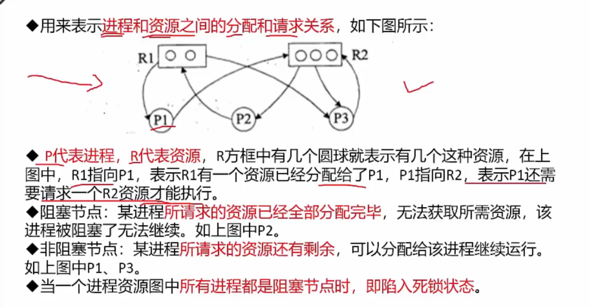 ◆用来表示进程和资源之间的分配和请求关系，如下图所示：
R1
R2
P1
P2
P3
◆ P代表进程，R代表资源，R方框中有几个圆球就表示有几个这种资源，在上
图中，R1指向P1，表示R1有一个资源已经分配给了P1，P1指向R2，表示P1还需
要请求一个R2资源才能执行。
◆阻塞节点：某进程所请求的资源已经全部分配完毕，无法获取所需资源，该
进程被阻塞了无法继续。如上图中P2。
◆非阻塞节点：某进程所请求的资源还有剩余，可以分配给该进程继续运行。
如上图中P1、P3。
◆当一个进程资源图中所有进程都是阻塞节点时，即陷入死锁状态。